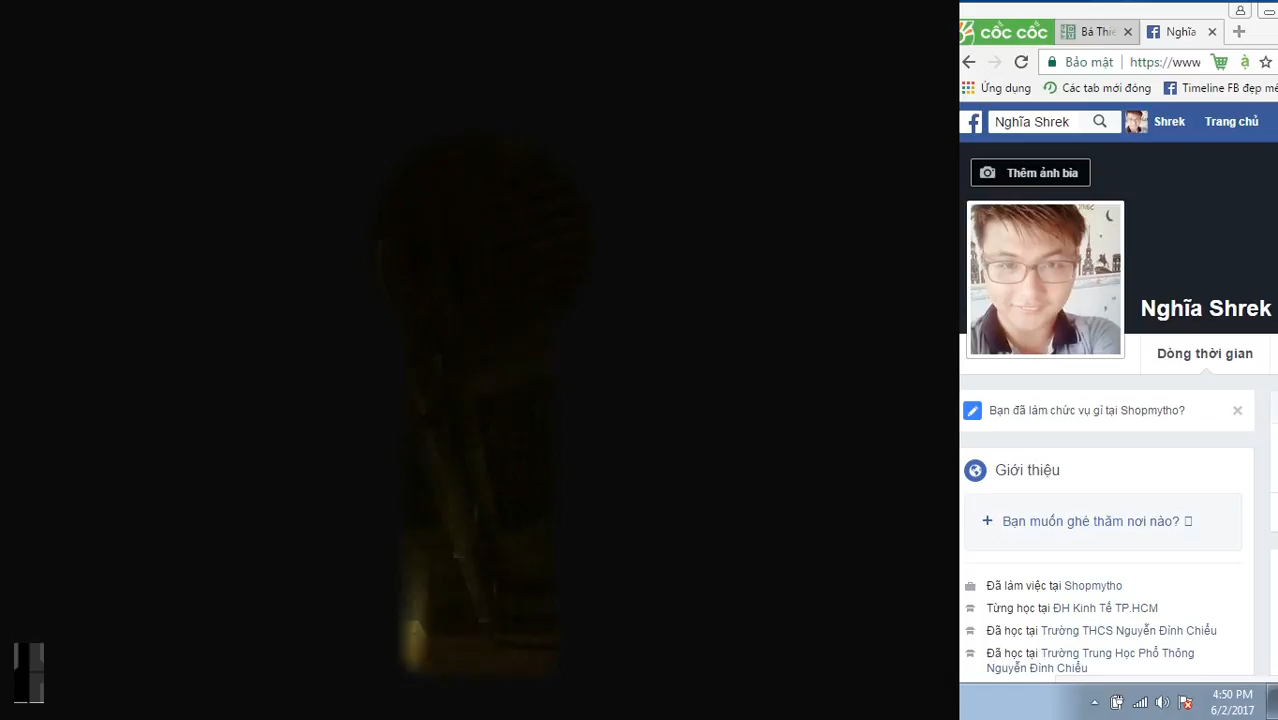 cốc cốc
Bá Thiê
Nghĩa
Bảo mật
https://www
Ứng dụng
Các tab mới đóng
Timeline FB đẹp mê
Nghĩa Shrek
Shrek
Trang chủ
Thêm ảnh bìa
Nghĩa Shrek
Dòng thời gian
Bạn đã làm chức vụ gì tại Shopmytho?
Giới thiệu
+ Bạn muốn ghé thăm nơi nào?
Đã làm việc tại Shopmytho
Từng học tại ĐH Kinh Tế TP.HCM
Đã học tại Trường THCS Nguyễn Đình Chiểu
Đã học tại Trường Trung Học Phổ Thông
Nguyễn Đình Chiểu
4:50 PM
6/2/2017